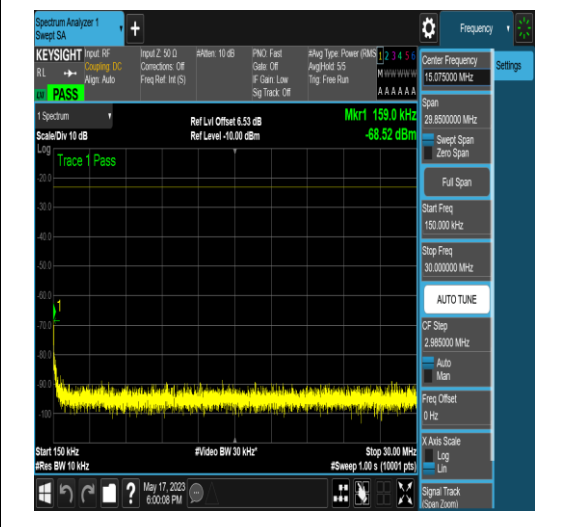 Spectrum Analyzer 1
Swept SA
+
Frequency
KEYSIGHT
RL
PASS
Input: RF
Coupling: DC
Align: Auto
Input Z: 50 Ω
Corrections: Off
Freq Ref: Int (S)
#Atten: 10 dB
PNO: Fast
Gate: Off
IF Gain: Low
Sig Track: Off
#Avg Type: Power (RMS
Avg|Hold: 5/5
Trig: Free Run
1 2 3 4 5 6
M w w w w w
A A A A A A
1 Spectrum
Scale/Div 10 dB
Ref Lvl Offset 6.53 dB
Ref Level -10.00 dBm
Mkr1 159.0 kHz
-68.52 dBm
Log
Trace 1 Pass
-20.0
-30.0
-40.0
-50.0
-60.0
-70.0
-80.0
-90.0
-100
1
Start 150 kHz
#Res BW 10 kHz
#Video BW 30 kHz*
Stop 30.00 MHz
#Sweep 1.00 s (10001 pts)
?
May 17, 2023
6:00:08 PM
Center Frequency
15.075000 MHz
Settings
Span
29.8500000 MHz
Swept Span
Zero Span
Full Span
Start Freq
150.000 kHz
Stop Freq
30.000000 MHz
AUTO TUNE
CF Step
2.985000 MHz
Auto
Man
Freq Offset
0 Hz
X Axis Scale
Log
Lin
Signal Track
(Span Zoom)